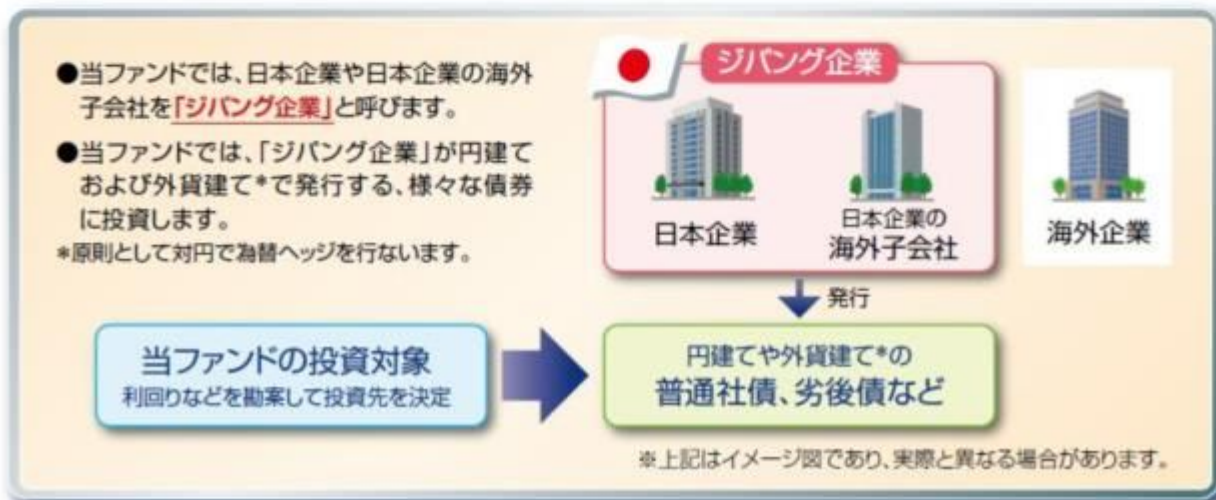 ●当ファンドでは、日本企業や日本企業の海外
子会社を「ジパング企業」と呼びます。
●当ファンドでは、「ジパング企業」が円建て
および外貨建て*で発行する、様々な債券
に投資します。
*原則として対円で為替ヘッジを行ないます。
ジパング企業
日本企業
日本企業の
海外子会社
海外企業
発行
当ファンドの投資対象
利回りなどを勘案して投資先を決定
円建てや外貨建て*の
普通社債、劣後債など
※上記はイメージ図であり、実際と異なる場合があります。